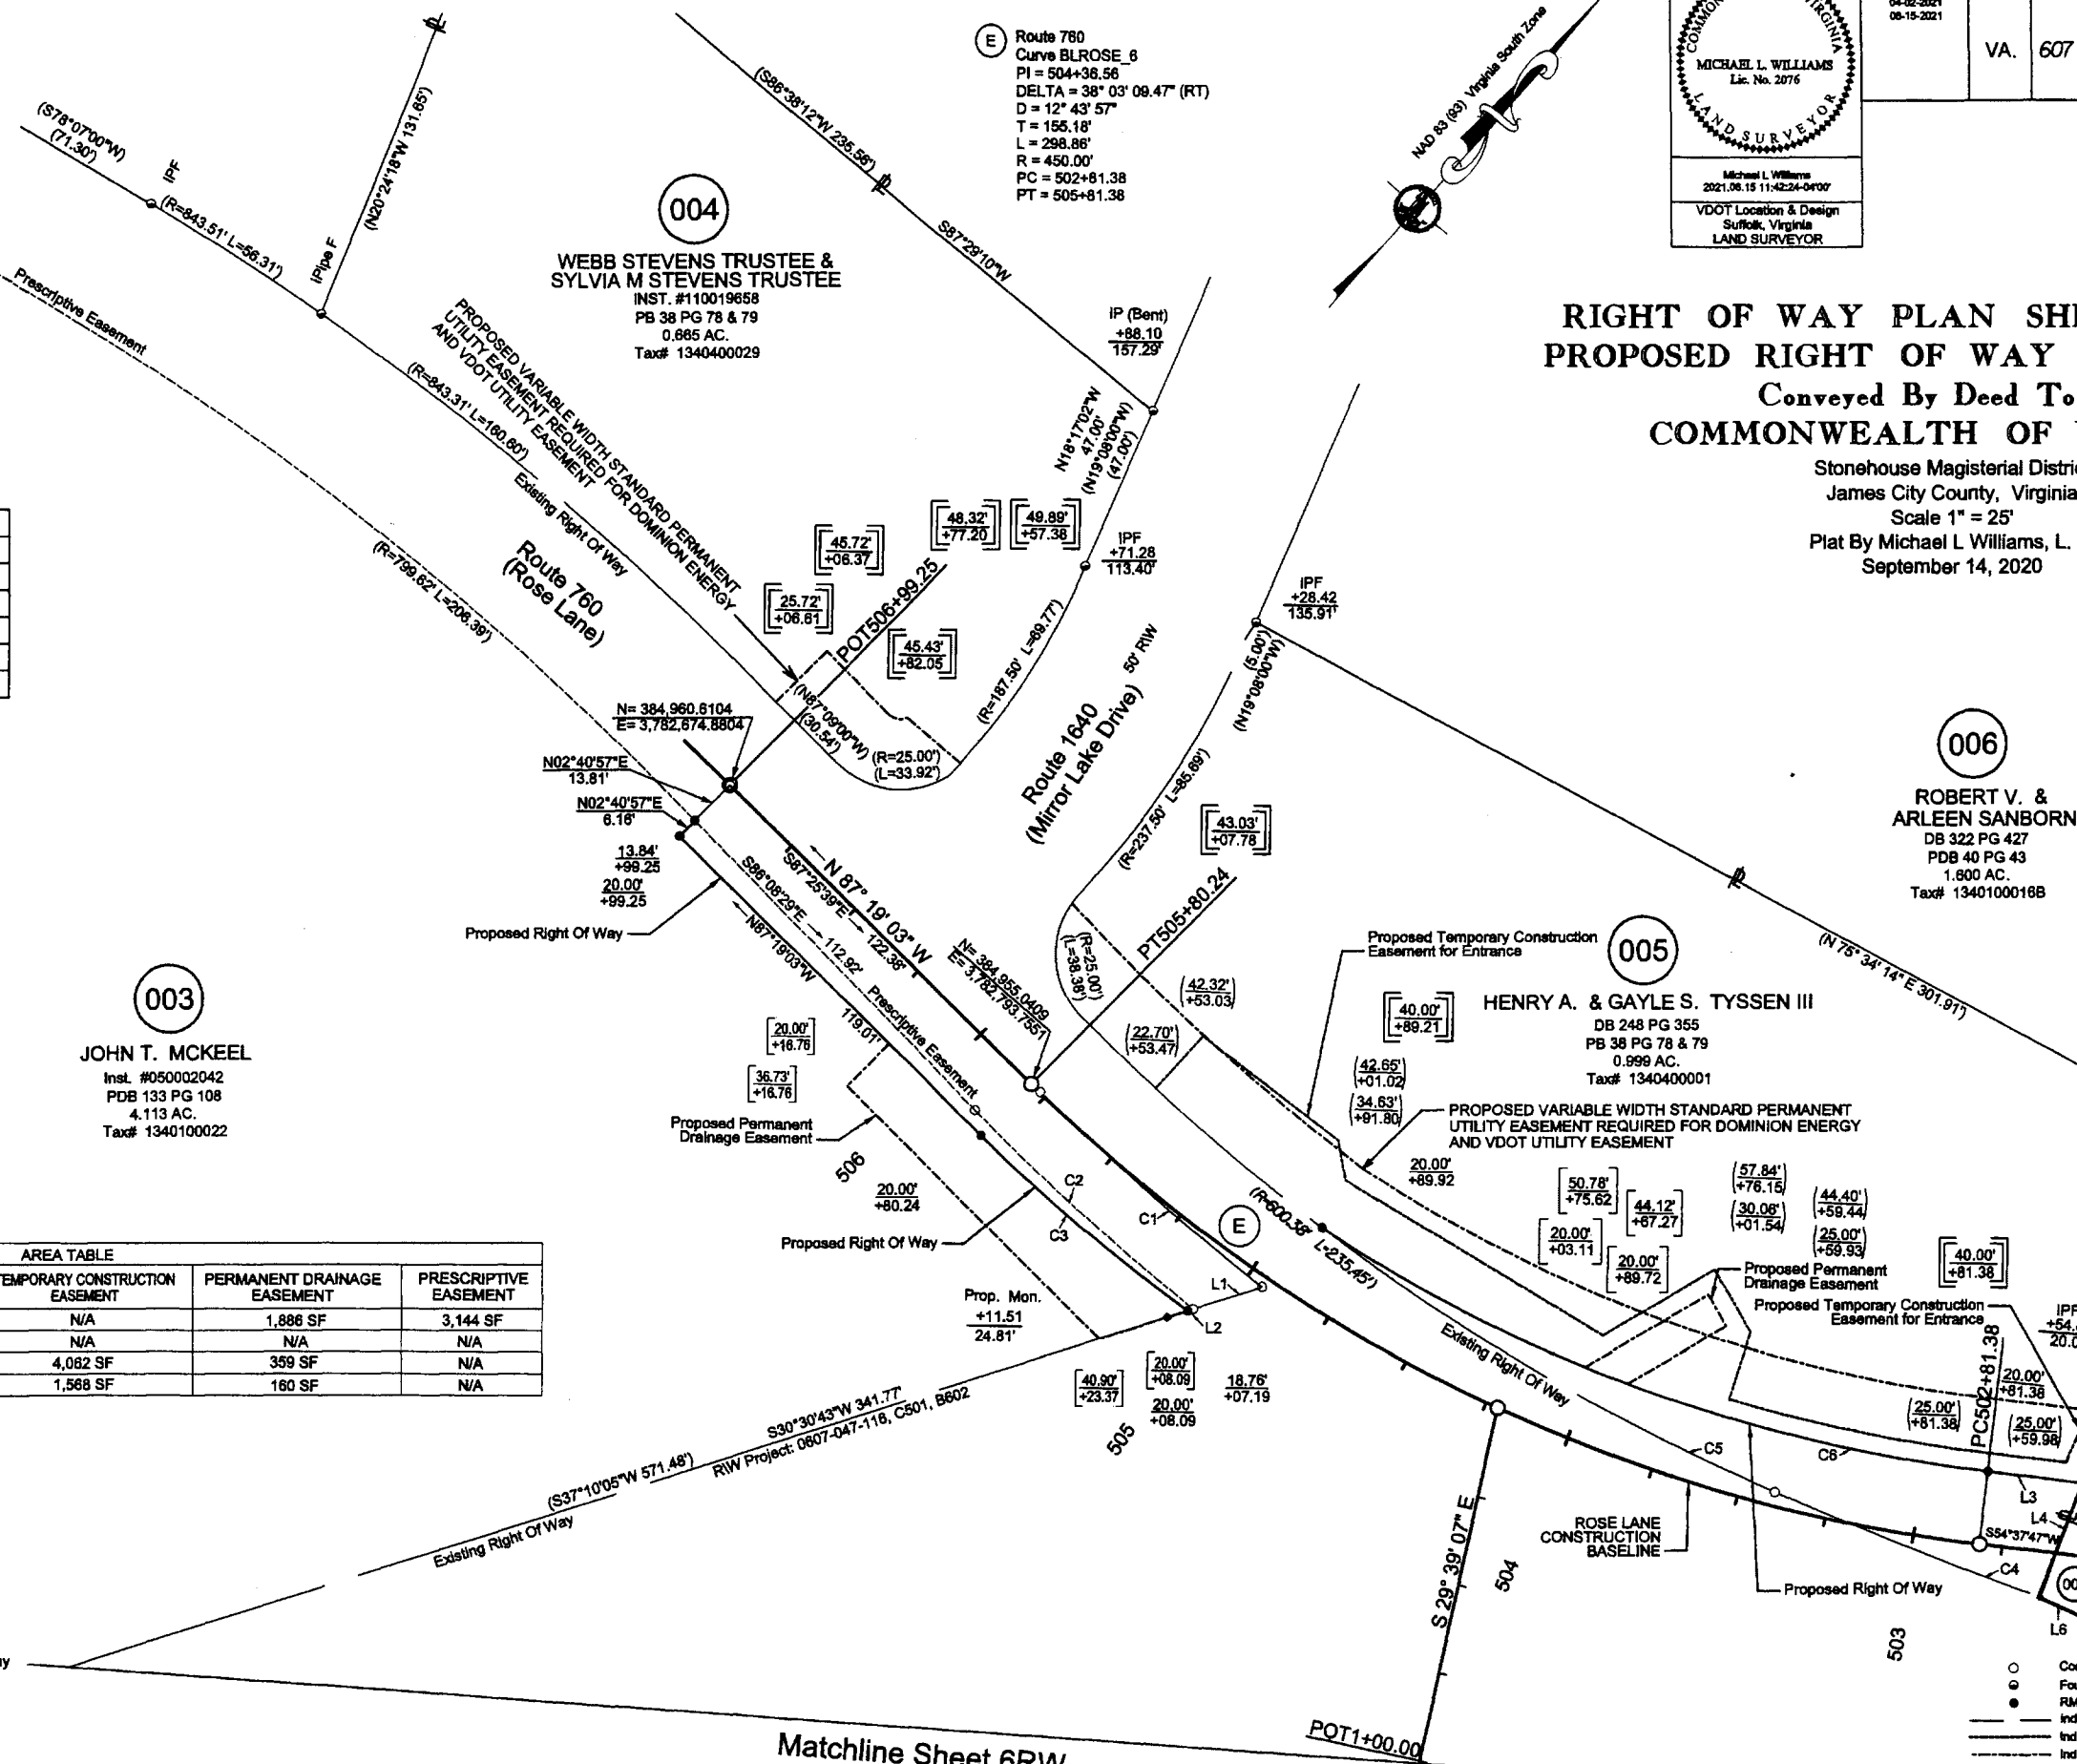 (E) Route 760
Curve BLROSE_6
PI = 504+36.56
DELTA = 38° 03' 09.47" (RT)
D = 12° 43' 57"
T = 155.18'
L = 298.86'
R = 450.00'
PC = 502+81.38
PT = 505+81.38
NAD 83 (93) Virginia South Zone
MICHAEL L. WILLIAMS
Lic. No. 2076
LAND SURVEYOR
Michael L Williams
2021.06.15 11:42:24-04'00'
VDOT Location & Design
Suffolk, Virginia
LAND SURVEYOR
06-15-2021
VA.
607
RIGHT OF WAY PLAN
PROPOSED RIGHT OF WAY
Conveyed By Deed To
COMMONWEALTH OF
Stonehouse Magisterial
James City County, Virginia
Scale 1" = 25'
Plat By Michael L Williams, L.
September 14, 2020
(S78°07'00"W)
(71.30')
IPF
(R=843.51' L=56.31')
IPipe F
(N20°24'18"W 131.65')
(S86°38'12"W 235.56')
S87°29'10"W
004
WEBB STEVENS TRUSTEE &
SYLVIA M STEVENS TRUSTEE
INST. #110019658
PB 38 PG 78 & 79
0.665 AC.
Tax# 1340400029
Prescriptive Easement
PROPOSED VARIABLE WIDTH STANDARD PERMANENT
UTILITY EASEMENT REQUIRED FOR DOMINION ENERGY
AND VDOT UTILITY EASEMENT
(R=843.31' L=160.60')
Existing Right Of Way
Route 760
(Rose Lane)
(R=799.62' L=206.39')
IP (Bent)
+88.10
157.29'
N18°17'02"W
47.00'
(N19°08'00"W)
(47.00')
48.32'
+77.20
49.89'
+57.38
45.72'
+06.37
25.72'
+06.61
45.43'
+82.05
POT506+99.25
IPF
+71.28
113.40'
IPF
+28.42
135.91'
(R=187.50' L=69.77')
50' R/W
Route 1640
(Mirror Lake Drive)
(5.00')
(N19°08'00"W)
(R=237.50' L=85.69')
(N87°09'00"W)
(30.54')
(R=25.00')
(L=33.92')
N= 384,960.6104
E= 3,782,674.8804
N02°40'57"E
13.81'
N02°40'57"E
6.16'
13.84'
+99.25
20.00'
+99.25
Proposed Right Of Way
N 87° 19' 03" W
S87°25'39"E 122.38'
S86°08'29"E 112.92'
N87°19'03"W 119.01'
Prescriptive Easement
N= 384,955.0409
E= 3,782,793.7551
PT505+80.24
43.03'
+07.78
(R=25.00')
(L=38.38')
42.32'
+53.03
22.70'
+53.47
Proposed Temporary Construction
Easement for Entrance
005
HENRY A. & GAYLE S. TYSSEN III
DB 248 PG 355
PB 38 PG 78 & 79
0.999 AC.
Tax# 1340400001
40.00'
+89.21
42.65'
+01.02
34.63'
+91.80
PROPOSED VARIABLE WIDTH STANDARD PERMANENT
UTILITY EASEMENT REQUIRED FOR DOMINION ENERGY
AND VDOT UTILITY EASEMENT
20.00'
+89.92
006
ROBERT V. &
ARLEEN SANBORN
DB 322 PG 427
PDB 40 PG 43
1.600 AC.
Tax# 1340100016B
(N 75° 34' 14" E 301.91')
003
JOHN T. MCKEEL
Inst. #050002042
PDB 133 PG 108
4.113 AC.
Tax# 1340100022
20.00'
+16.76
36.73'
+16.76
Proposed Permanent
Drainage Easement
506
20.00'
+80.24
Proposed Right Of Way
C2
C1
C3
E
(R=600.38' L=235.45')
L1
L2
Prop. Mon.
+11.51
24.81'
40.90'
+23.37
20.00'
+08.09
20.00'
+08.09
18.76'
+07.19
505
50.78'
+75.62
44.12'
+67.27
20.00'
+03.11
20.00'
+89.72
57.84'
+76.15
30.06'
+01.54
44.40'
+59.44
25.00'
+59.93
40.00'
+81.38
Proposed Permanent
Drainage Easement
Proposed Temporary Construction
Easement for Entrance
PC502+81.38
20.00'
+81.38
25.00'
+81.38
25.00'
+59.98
AREA TABLE
TEMPORARY CONSTRUCTION EASEMENT
PERMANENT DRAINAGE EASEMENT
PRESCRIPTIVE EASEMENT
N/A 1,886 SF 3,144 SF
N/A N/A N/A
4,062 SF 359 SF N/A
1,568 SF 160 SF N/A
Existing Right Of Way
C5
C6
L3
L4
S54°37'47"W
C4
L6
ROSE LANE
CONSTRUCTION
BASELINE
Proposed Right Of Way
S30°30'43"W 341.77'
(S37°10'05"W 571.48')
R/W Project: 0607-047-116, C501, B602
Existing Right Of Way
S 29° 39' 07" E
504
503
POT1+00.00
Matchline Sheet 6RW